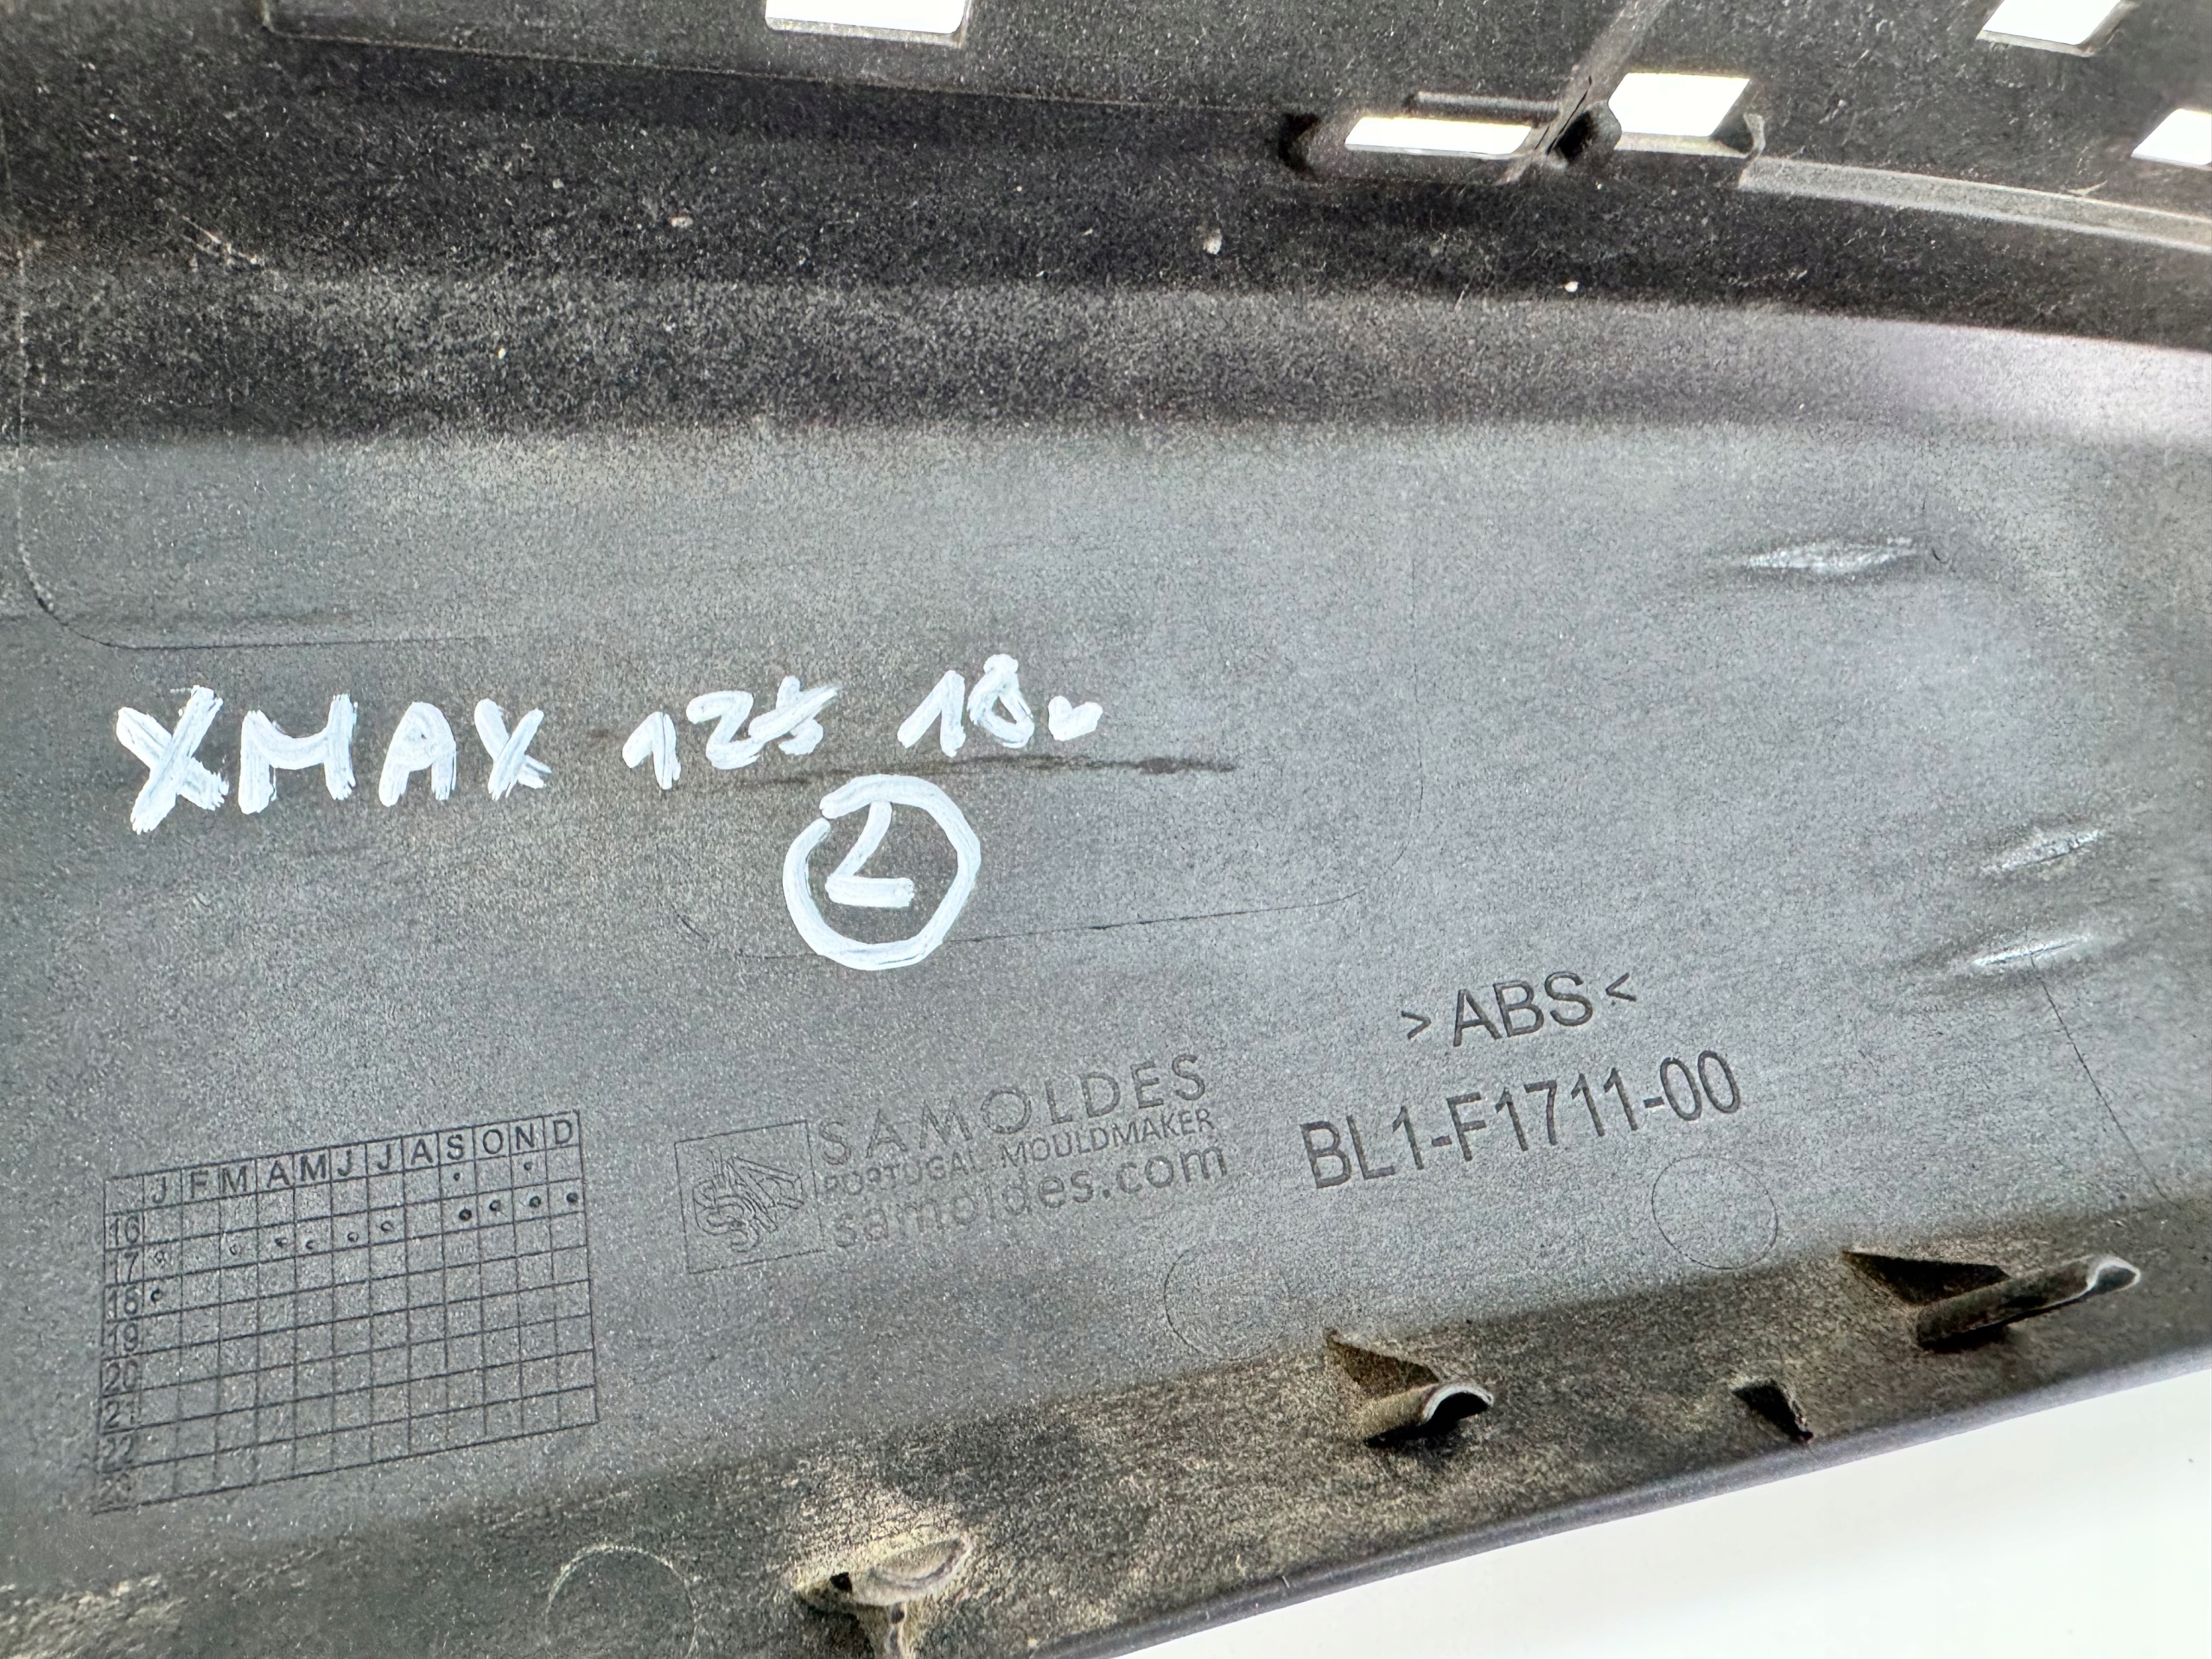 XMAX 125 18r
L
>ABS<
BL1-F1711-00
SAMOLDES
PORTUGAL MOULDMAKER
samoldes.com
J F M A M J J A S O N D
16
17
18
19
20
21
22
23